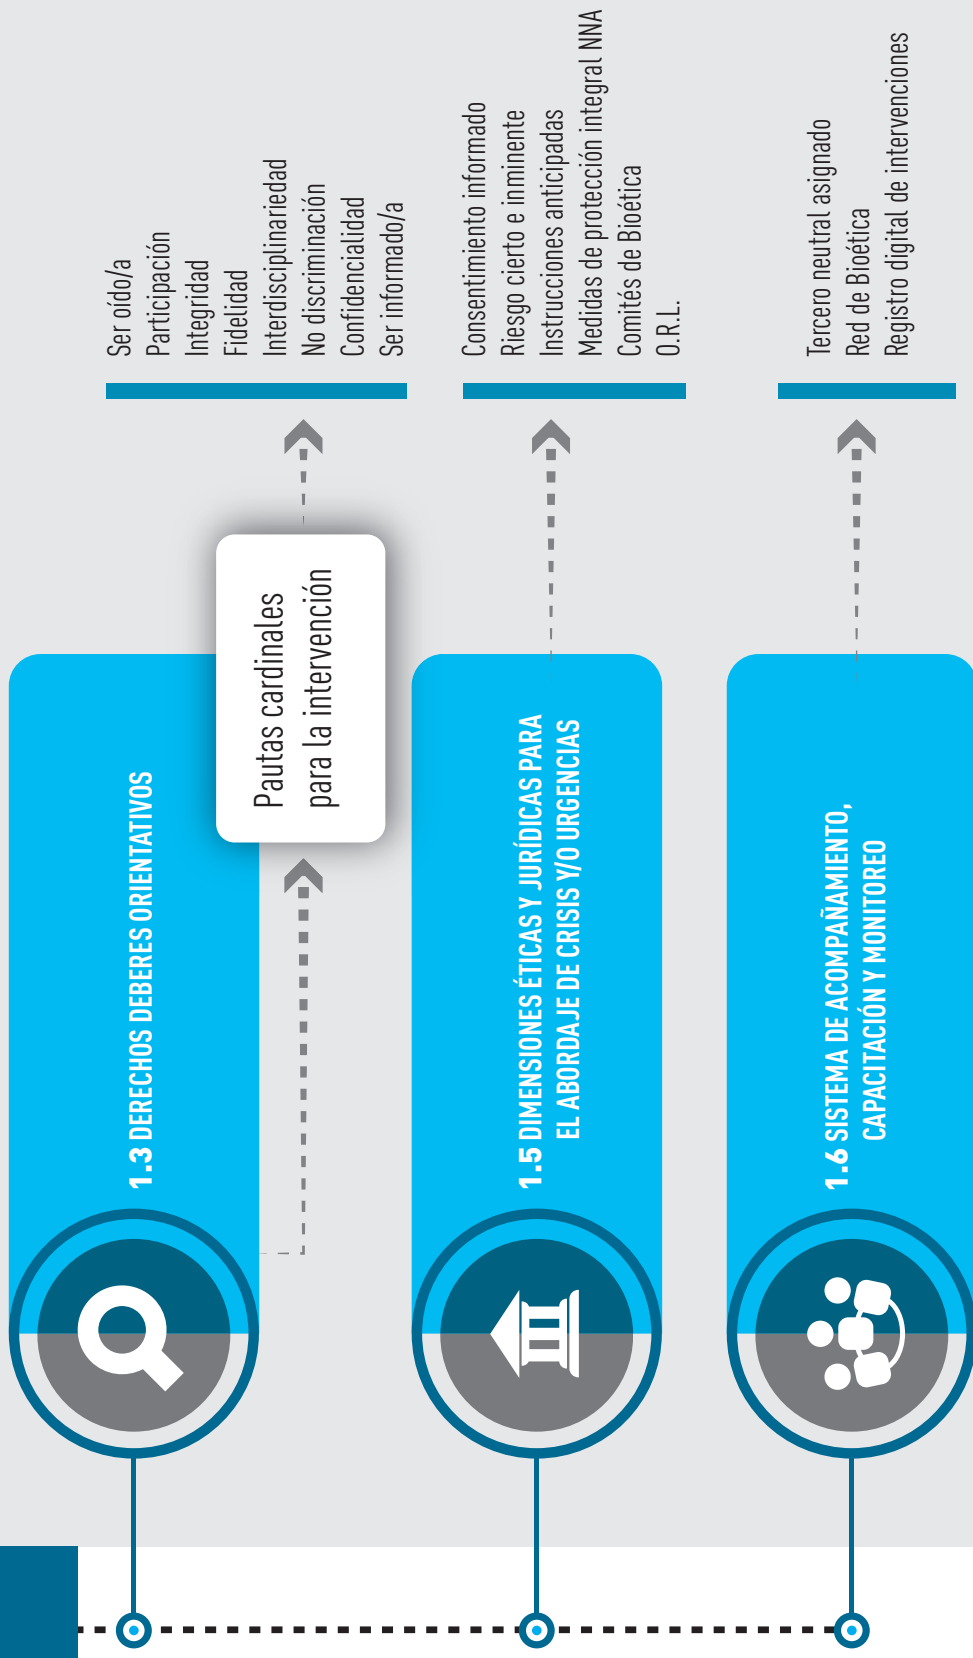 1.3 DERECHOS DEBERES ORIENTATIVOS
Pautas cardinales
para la intervención
Ser oído/a
Participación
Integridad
Fidelidad
Interdisciplinariedad
No discriminación
Confidencialidad
Ser informado/a
1.5 DIMENSIONES ÉTICAS Y JURÍDICAS PARA
EL ABORDAJE DE CRISIS Y/O URGENCIAS
Consentimiento informado
Riesgo cierto e inminente
Instrucciones anticipadas
Medidas de protección integral NNA
Comités de Bioética
O.R.L.
1.6 SISTEMA DE ACOMPAÑAMIENTO,
CAPACITACIÓN Y MONITOREO
Tercero neutral asignado
Red de Bioética
Registro digital de intervenciones